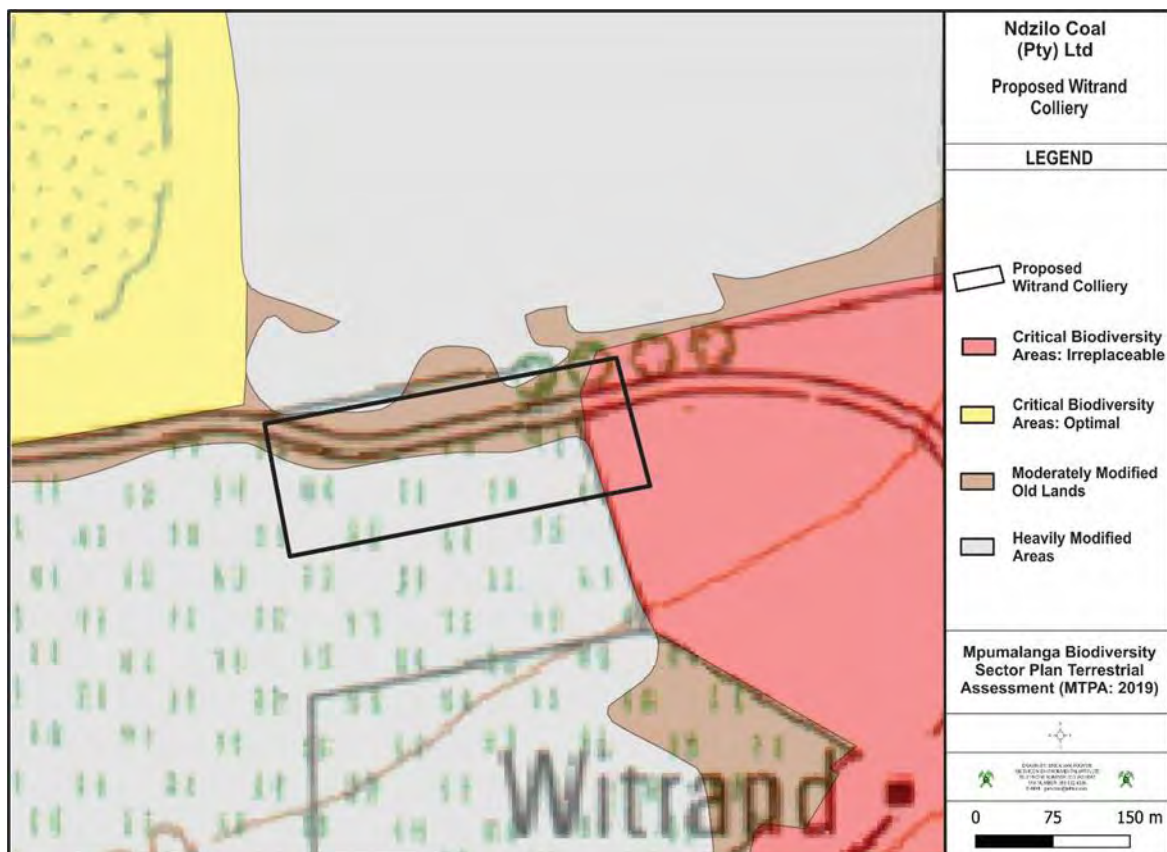 Ndzilo Coal
(Pty) Ltd
Proposed Witrand
Colliery
LEGEND
Proposed
Witrand Colliery
Critical Biodiversity
Areas: Irreplaceable
Critical Biodiversity
Areas: Optimal
Moderately Modified
Old Lands
Heavily Modified
Areas
Mpumalanga Biodiversity
Sector Plan Terrestrial
Assessment (MTPA: 2019)
0 75 150 m
Witrand